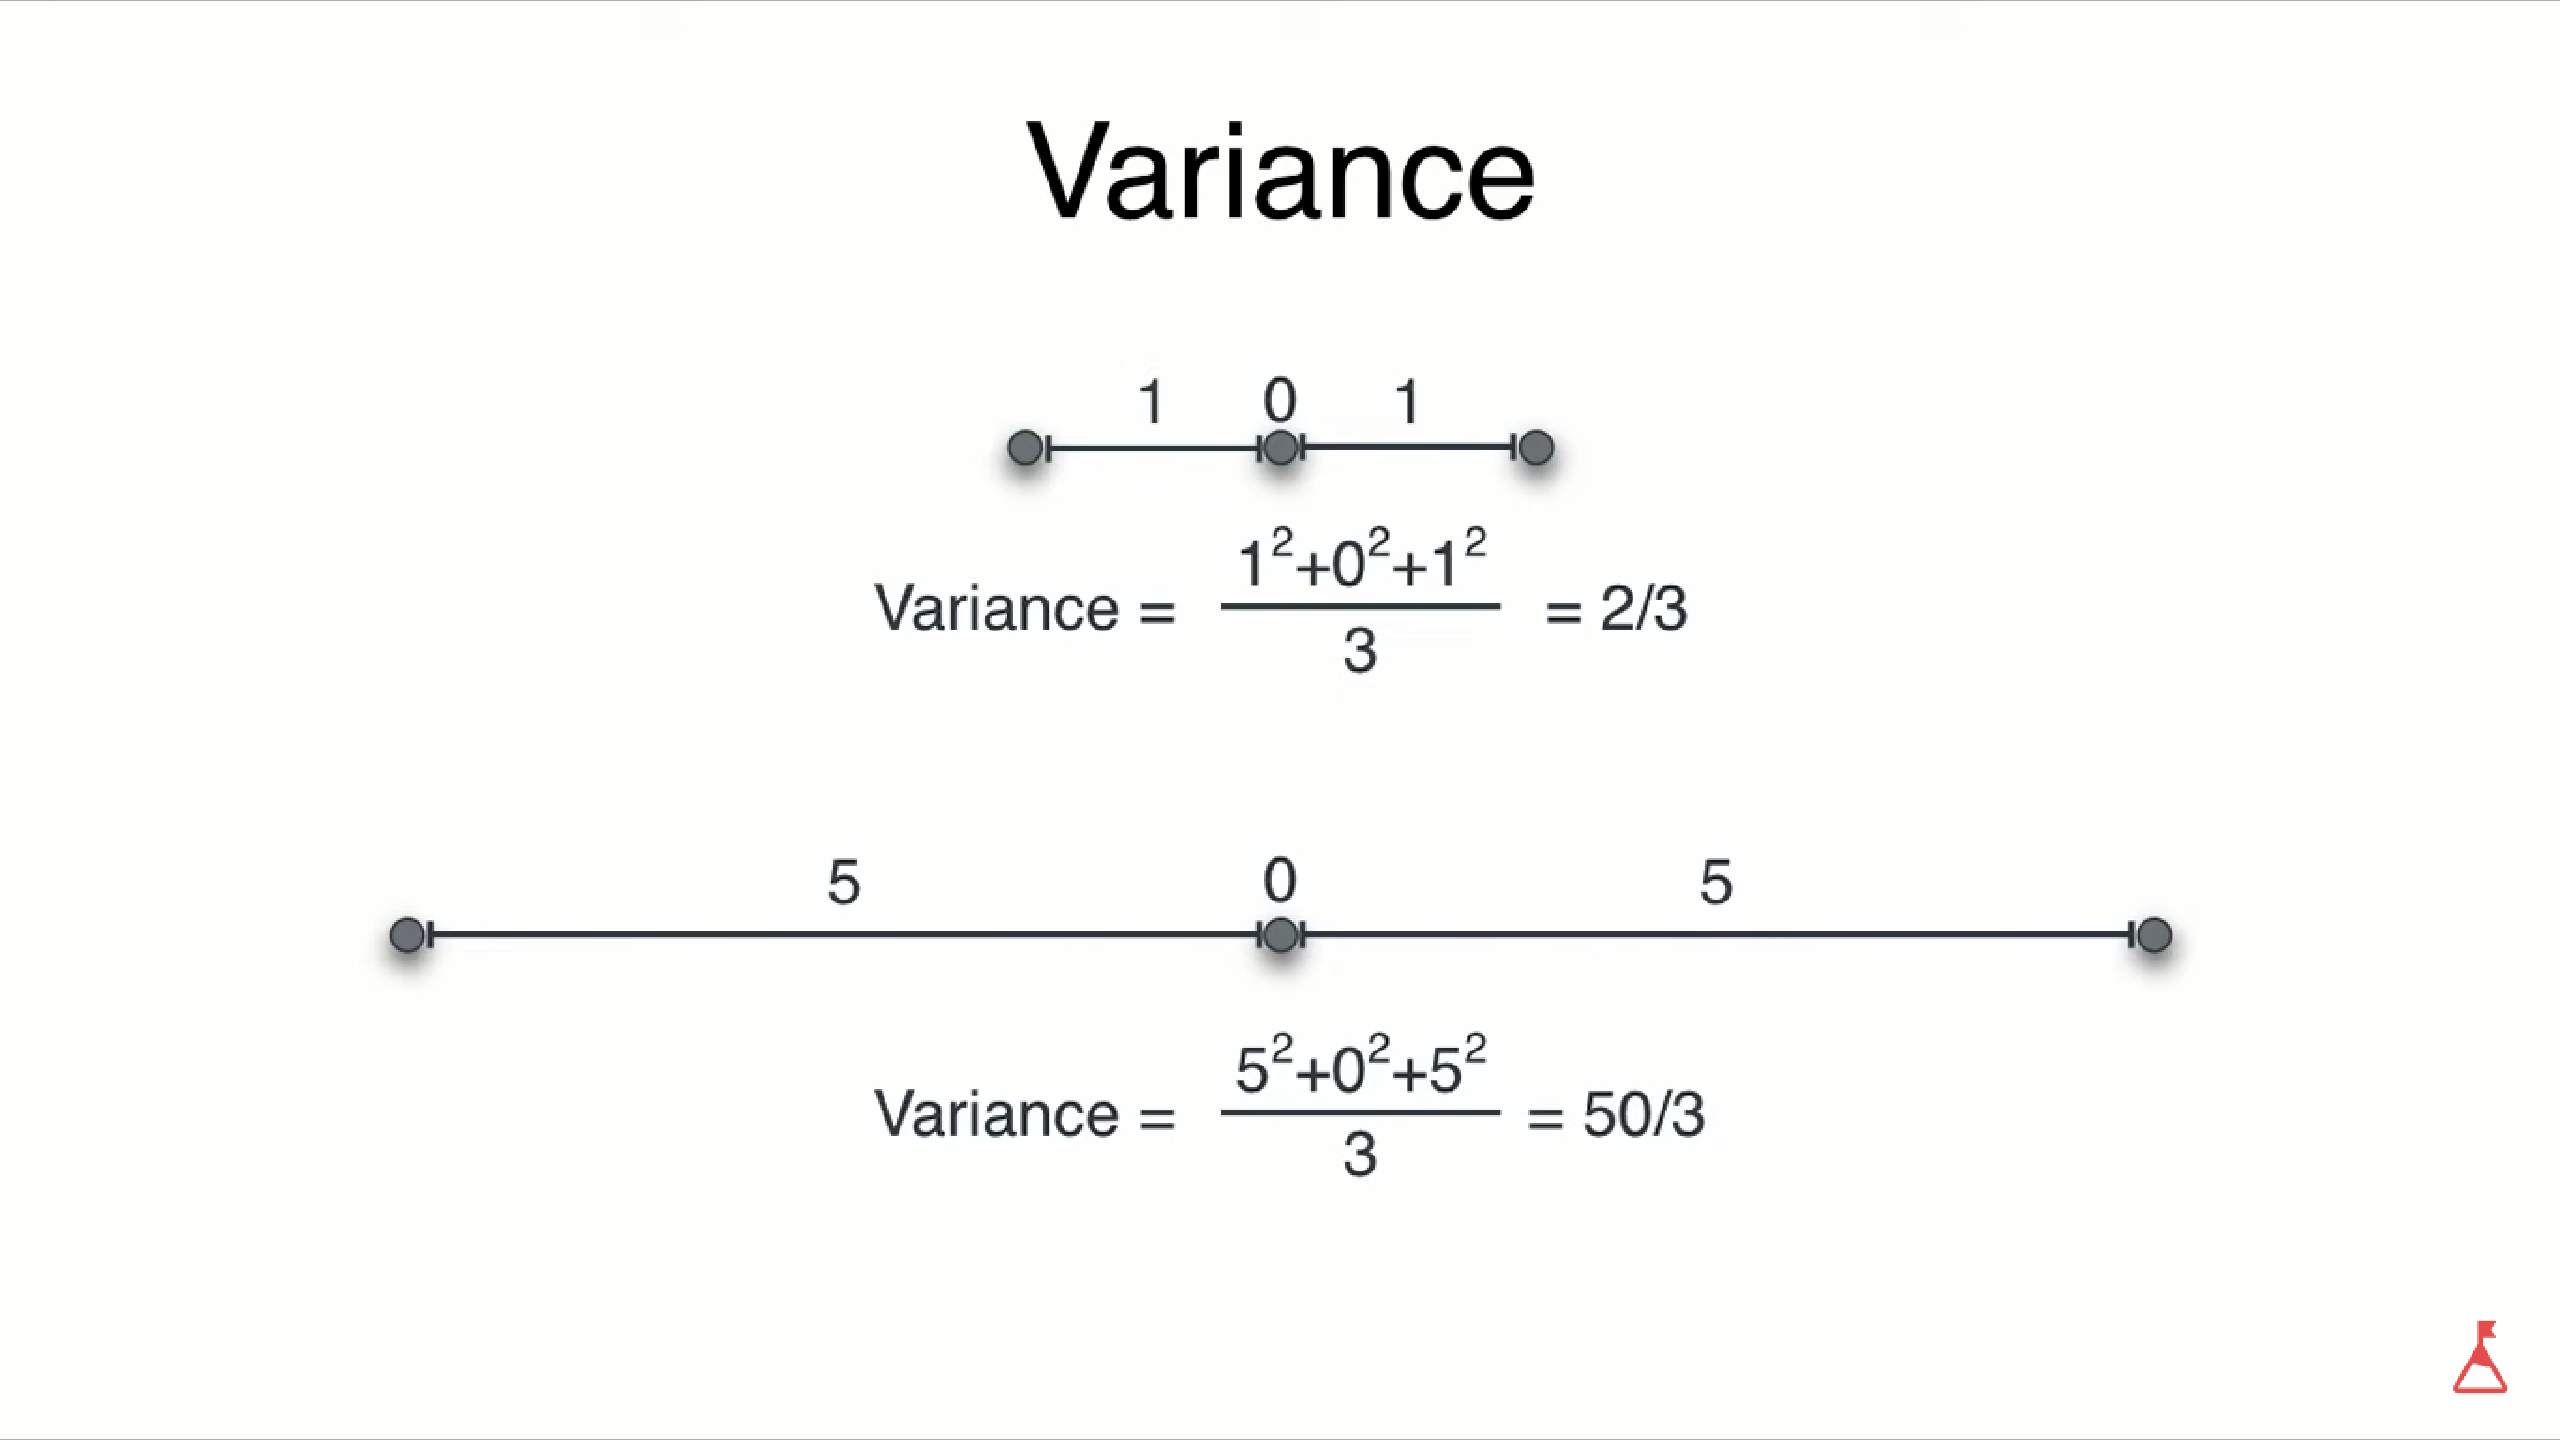 Variance
1 0 1
Variance = 1²+0²+1² / 3 = 2/3
5 0 5
Variance = 5²+0²+5² / 3 = 50/3